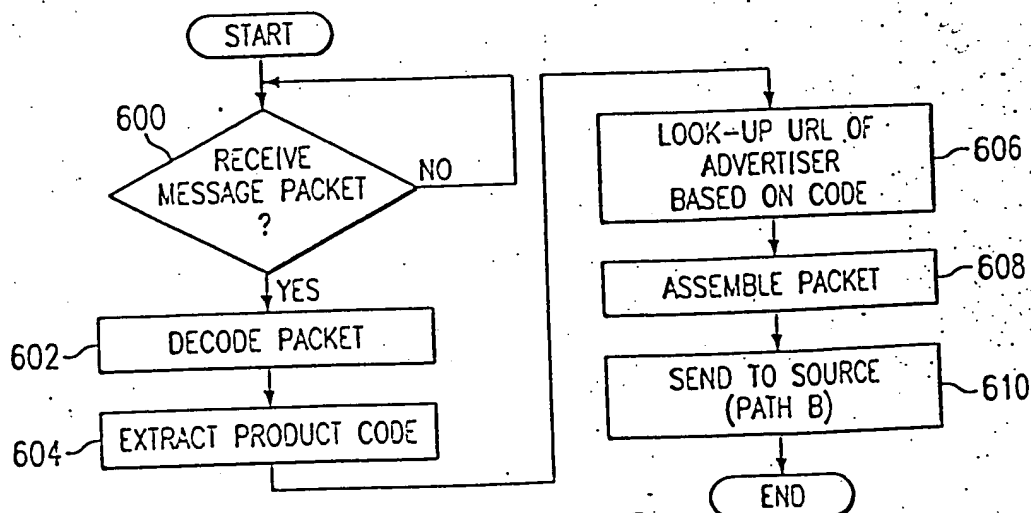 START
600
RECEIVE
MESSAGE PACKET
?
NO
YES
602
DECODE PACKET
604
EXTRACT PRODUCT CODE
LOOK-UP URL OF
ADVERTISER
BASED ON CODE
606
ASSEMBLE PACKET
608
SEND TO SOURCE
(PATH B)
610
END